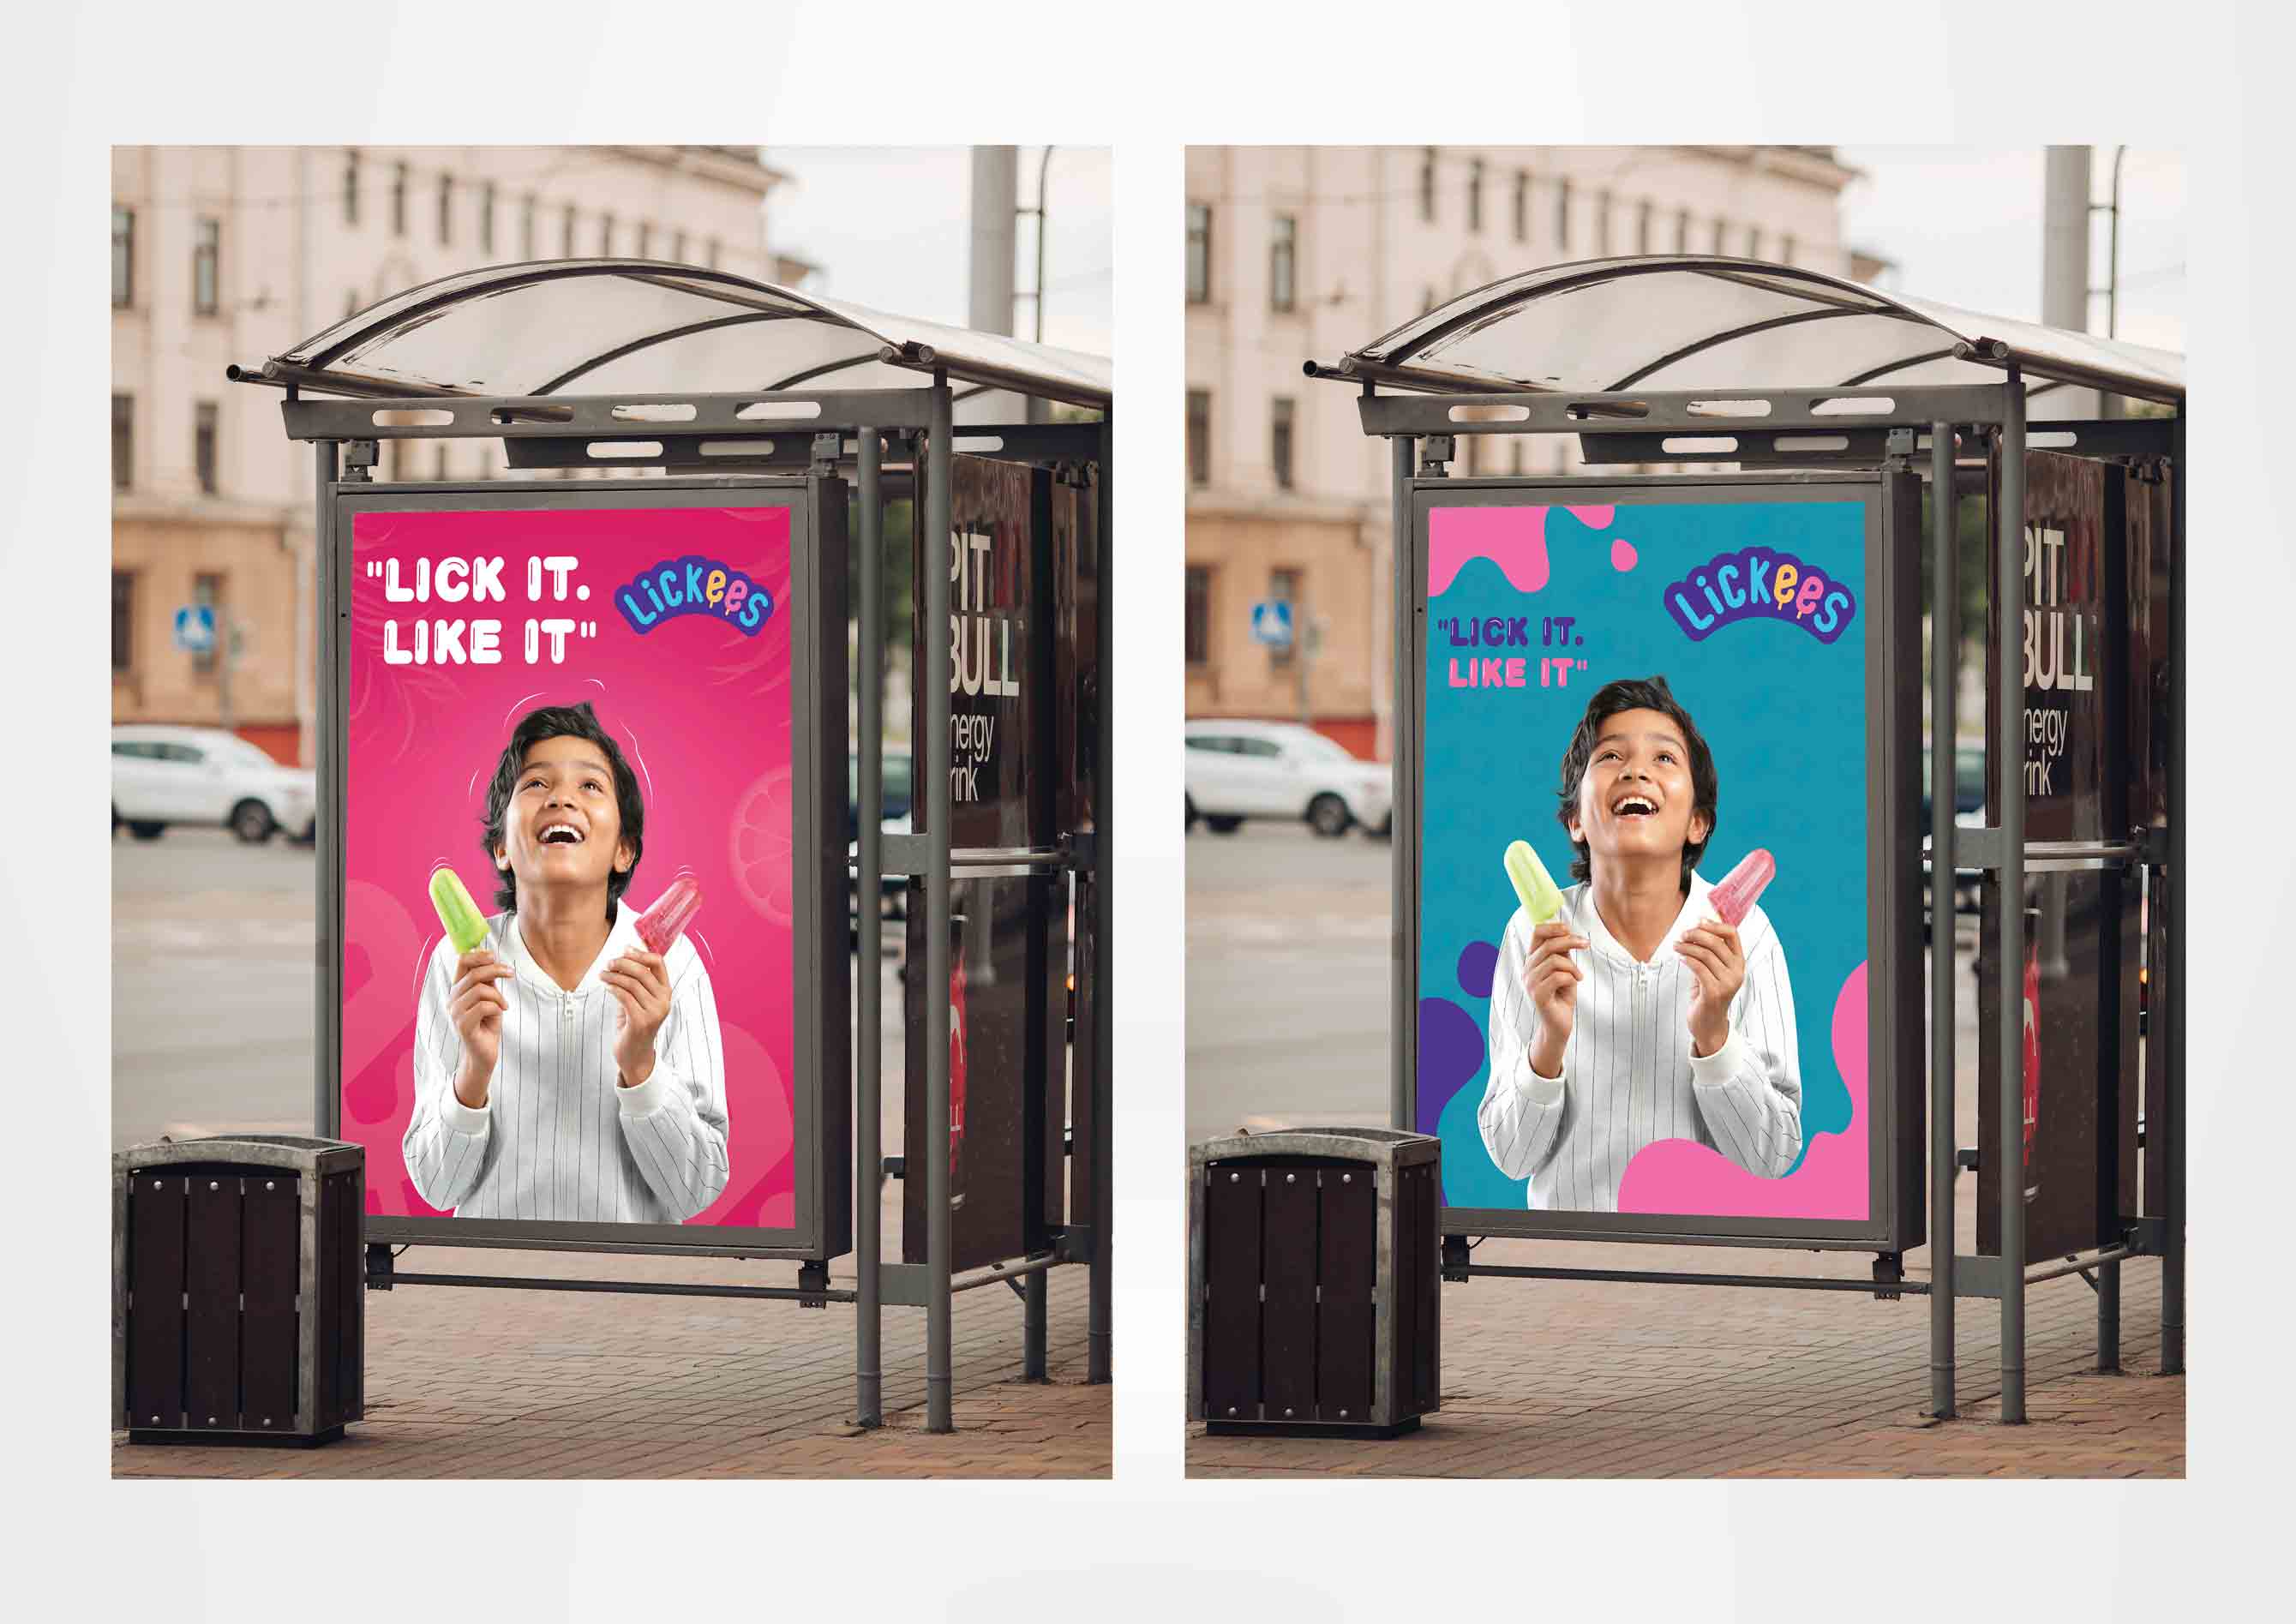 "LICK IT.
LIKE IT"
Lickees
PIT
BULL
nergy
rink
"LICK IT.
LIKE IT"
Lickees
PIT
BULL
nergy
rink